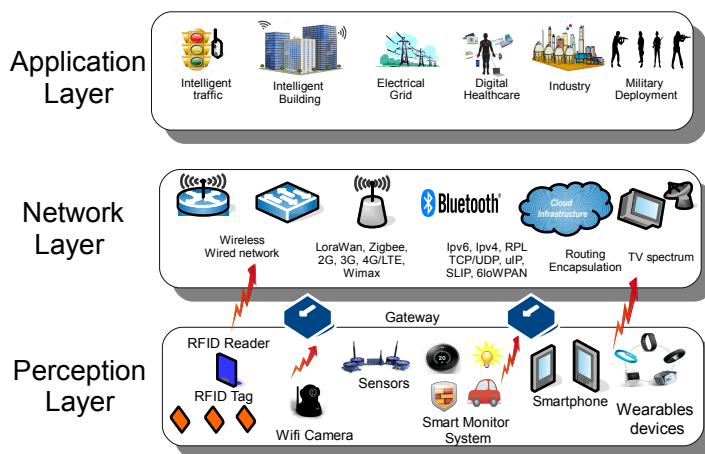 Application
Layer
Intelligent
traffic
Intelligent
Building
Electrical
Grid
Digital
Healthcare
Industry
Military
Deployment
Network
Layer
Bluetooth
Cloud
Infrastructure
Wireless
Wired network
LoraWan, Zigbee,
2G, 3G, 4G/LTE,
Wimax
Ipv6, Ipv4, RPL
TCP/UDP, uIP,
SLIP, 6loWPAN
Routing
Encapsulation
TV spectrum
Gateway
Perception
Layer
RFID Reader
RFID Tag
Wifi Camera
Sensors
20
Smart Monitor
System
Smartphone
Wearables
devices